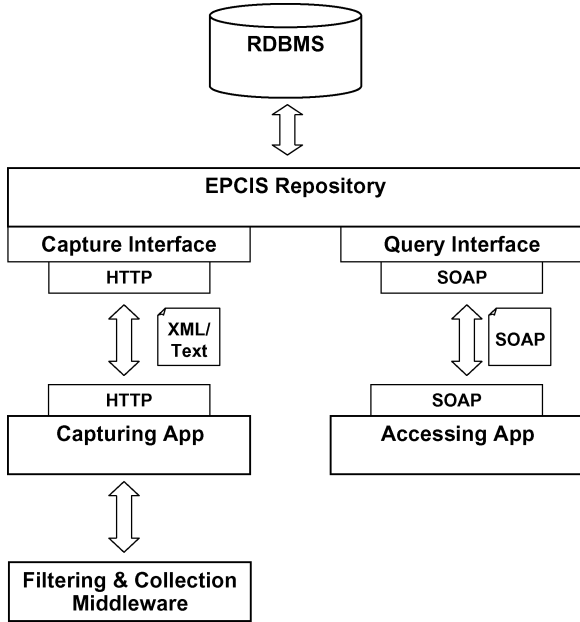 RDBMS
EPCIS Repository
Capture Interface
Query Interface
HTTP
SOAP
XML/
Text
SOAP
HTTP
SOAP
Capturing App
Accessing App
Filtering & Collection
Middleware